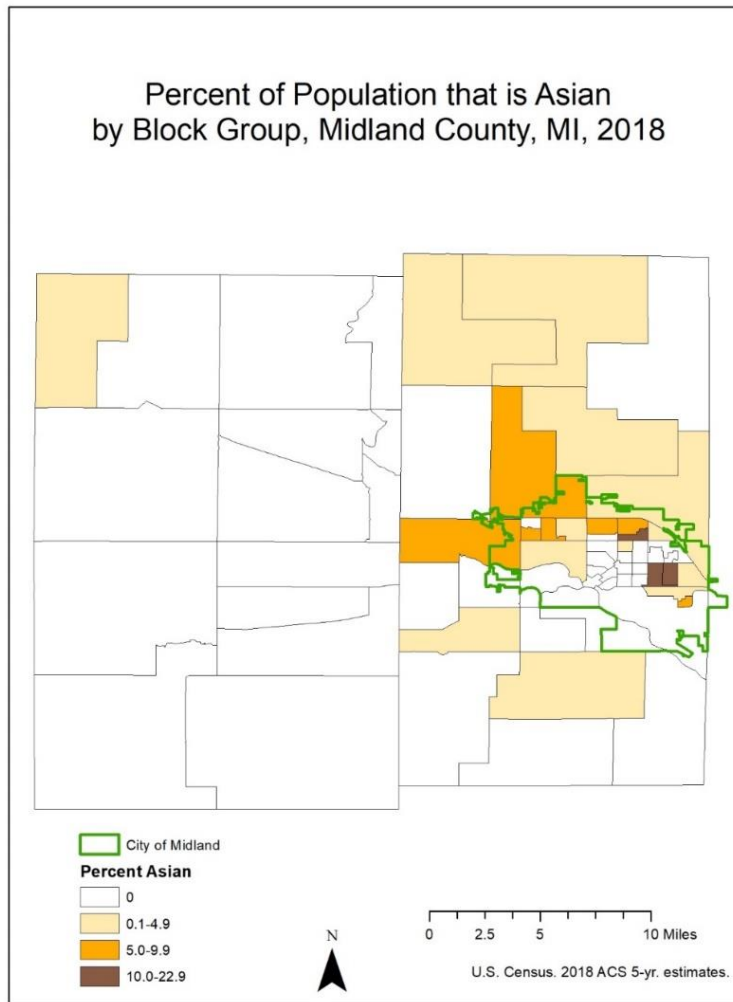 Percent of Population that is Asian
by Block Group, Midland County, MI, 2018
City of Midland
Percent Asian
0
0.1-4.9
5.0-9.9
10.0-22.9
N
0 2.5 5 10 Miles
U.S. Census. 2018 ACS 5-yr. estimates.